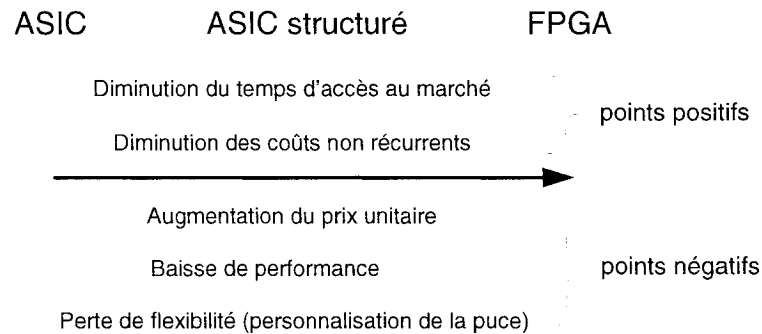 ASIC ASIC structuré FPGA
Diminution du temps d'accès au marché
points positifs
Diminution des coûts non récurrents
Augmentation du prix unitaire
Baisse de performance
points négatifs
Perte de flexibilité (personnalisation de la puce)